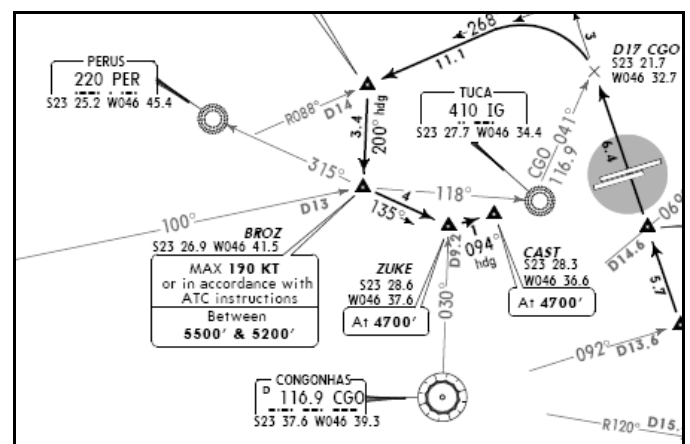 268
11.1
3
D17 CGO
S23 21.7
W046 32.7
PERUS
220 PER
S23 25.2 W046 45.4
R088°
D14
3.4
200° hdg
TUCA
410 IG
S23 27.7 W046 34.4
CGO 041°
116.9
6.4
315°
118°
100°
D13
4
135°
BROZ
S23 26.9 W046 41.5
MAX 190 KT
or in accordance with
ATC instructions
Between
5500' & 5200'
ZUKE
S23 28.6
W046 37.6
At 4700'
D9.2
030°
1
094°
hdg
CAST
S23 28.3
W046 36.6
At 4700'
D14.6
069
5.7
092° D13.6
CONGONHAS
D 116.9 CGO
S23 37.6 W046 39.3
R120° D15.